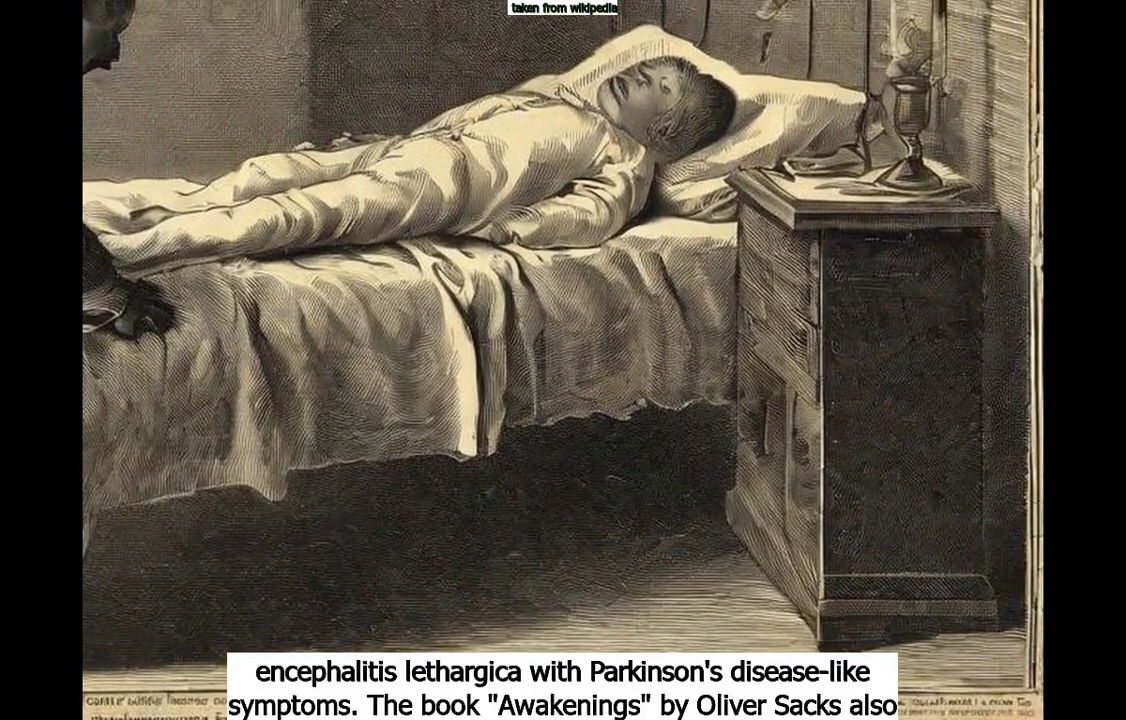 taken from wikipedia
encephalitis lethargica with Parkinson's disease-like
symptoms. The book "Awakenings" by Oliver Sacks also